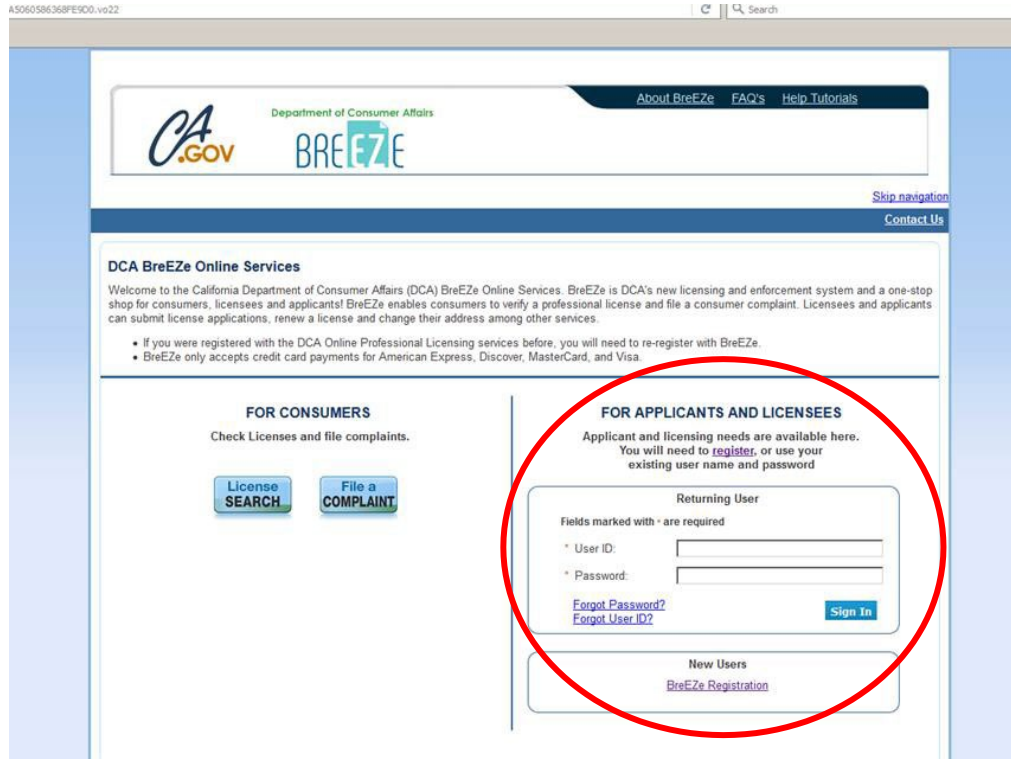 A5060586368FE9D0.vo22
Search
About BreEZe FAQ's Help Tutorials
CA
.GOV
Department of Consumer Affairs
BREEZE
Skip navigation
Contact Us
DCA BreEZe Online Services
Welcome to the California Department of Consumer Affairs (DCA) BreEZe Online Services. BreEZe is DCA's new licensing and enforcement system and a one-stop
shop for consumers, licensees and applicants! BreEZe enables consumers to verify a professional license and file a consumer complaint. Licensees and applicants
can submit license applications, renew a license and change their address among other services.
• If you were registered with the DCA Online Professional Licensing services before, you will need to re-register with BreEZe.
• BreEZe only accepts credit card payments for American Express, Discover, MasterCard, and Visa.
FOR CONSUMERS
Check Licenses and file complaints.
License
SEARCH
File a
COMPLAINT
FOR APPLICANTS AND LICENSEES
Applicant and licensing needs are available here.
You will need to register, or use your
existing user name and password
Returning User
Fields marked with * are required
* User ID:
* Password:
Forgot Password?
Forgot User ID?
Sign In
New Users
BreEZe Registration